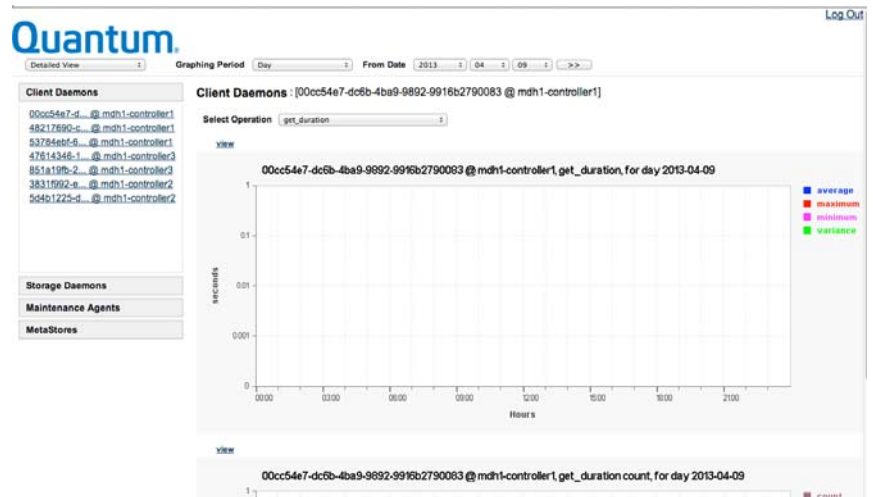 Log Out
Quantum.
Detailed View Graphing Period Day From Date 2013 04 09 >>
Client Daemons
00cc54e7-d... @ mdh1-controller1
48217690-c... @ mdh1-controller1
53784ebf-6... @ mdh1-controller1
47614346-1... @ mdh1-controller3
851a19fb-2... @ mdh1-controller3
3831f992-e... @ mdh1-controller2
5d4b1225-d... @ mdh1-controller2
Storage Daemons
Maintenance Agents
MetaStores
Client Daemons : [00cc54e7-dc6b-4ba9-9892-9916b2790083 @ mdh1-controller1]
Select Operation get_duration
view
00cc54e7-dc6b-4ba9-9892-9916b2790083 @ mdh1-controller1, get_duration, for day 2013-04-09
1
0.1
0.01
0.001
0
seconds
00:00 03:00 06:00 09:00 12:00 15:00 18:00 21:00
Hours
average
maximum
minimum
variance
view
00cc54e7-dc6b-4ba9-9892-9916b2790083 @ mdh1-controller1, get_duration count, for day 2013-04-09
1
count